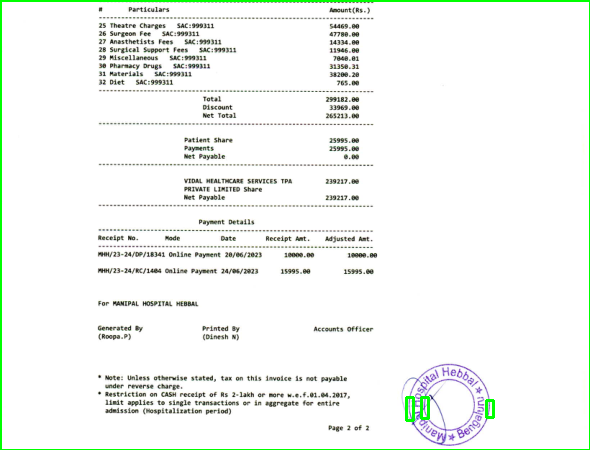 # Particulars Amount(Rs.)
25 Theatre Charges SAC:999311 54469.00
26 Surgeon Fee SAC:999311 47780.00
27 Anasthetists Fees SAC:999311 14334.00
28 Surgical Support Fees SAC:999311 11946.00
29 Miscellaneous SAC:999311 7040.01
30 Pharmacy Drugs SAC:999311 31350.31
31 Materials SAC:999311 38200.20
32 Diet SAC:999311 765.00
Total 299182.00
Discount 33969.00
Net Total 265213.00
Patient Share 25995.00
Payments 25995.00
Net Payable 0.00
VIDAL HEALTHCARE SERVICES TPA 239217.00
PRIVATE LIMITED Share
Net Payable 239217.00
Payment Details
Receipt No. Mode Date Receipt Amt. Adjusted Amt.
MHH/23-24/DP/18341 Online Payment 20/06/2023 10000.00 10000.00
MHH/23-24/RC/1404 Online Payment 24/06/2023 15995.00 15995.00
For MANIPAL HOSPITAL HEBBAL
Generated By Printed By Accounts Officer
(Roopa.P) (Dinesh N)
* Note: Unless otherwise stated, tax on this invoice is not payable
under reverse charge.
* Restriction on CASH receipt of Rs 2-lakh or more w.e.f.01.04.2017,
limit applies to single transactions or in aggregate for entire
admission (Hospitalization period)
Page 2 of 2
Manipal Hospital Hebbal ★ Bengaluru ★